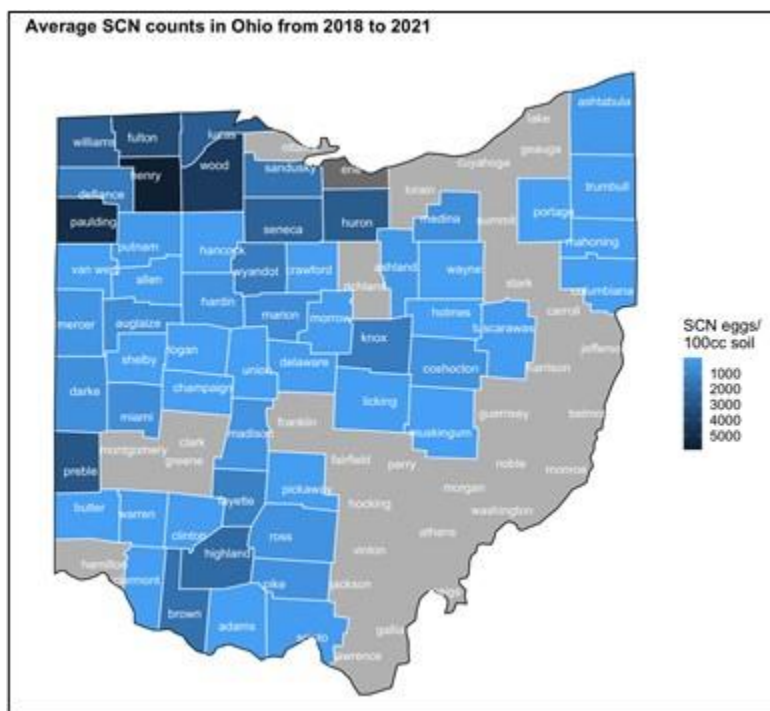 Average SCN counts in Ohio from 2018 to 2021
ashtabula
lake
fulton
lucas
williams
geauga
wood
cuyahoga
henry
sandusky
trumbull
defiance
lorain
portage
paulding
huron
medina
summit
seneca
mahoning
putnam
hancock
van wert
wyandot
crawford
ashland
wayne
allen
richland
stark
columbiana
hardin
holmes
carroll
mercer
auglaize
marion
morrow
tuscarawas
knox
logan
shelby
coshocton
harrison
union
delaware
darke
champaign
licking
miami
guernsey
franklin
muskingum
madison
clark
montgomery
greene
fairfield
perry
noble
preble
monroe
pickaway
morgan
fayette
hocking
butler
warren
washington
clinton
ross
athens
highland
vinton
hamilton
clermont
pike
jackson
brown
adams
scioto
gallia
lawrence
SCN eggs/
100cc soil
1000
2000
3000
4000
5000